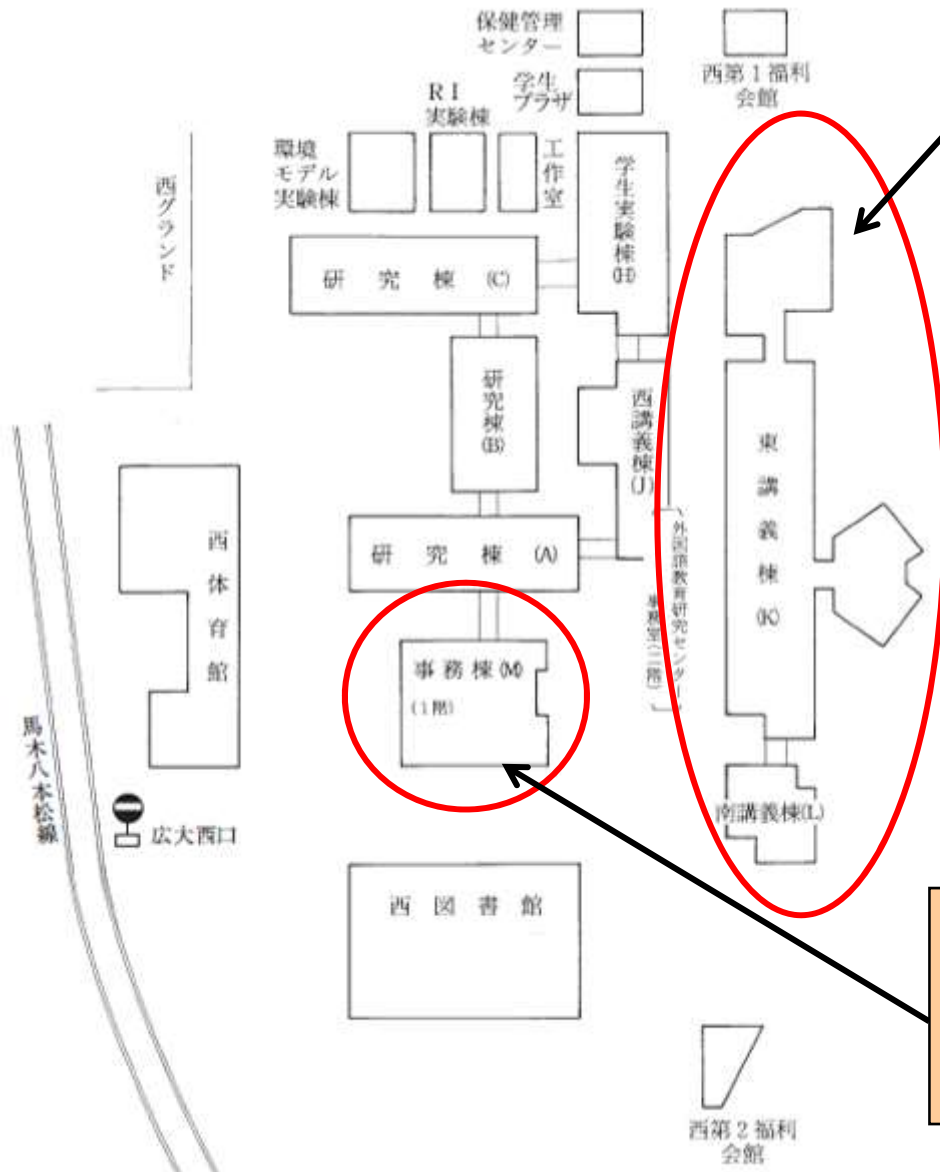 保健管理
センター
西第1福利
会館
学生
プラザ
RI
実験棟
環境
モデル
実験棟
工作室
学生実験棟(H)
西グランド
研究棟(C)
研究棟(B)
西講義棟(J)
東講義棟(K)
研究棟(A)
外国語教育研究センター
事務室(二階)
西体育館
事務棟(M)
(1階)
馬木八本松線
広大西口
南講義棟(L)
西図書館
西第2福利
会館